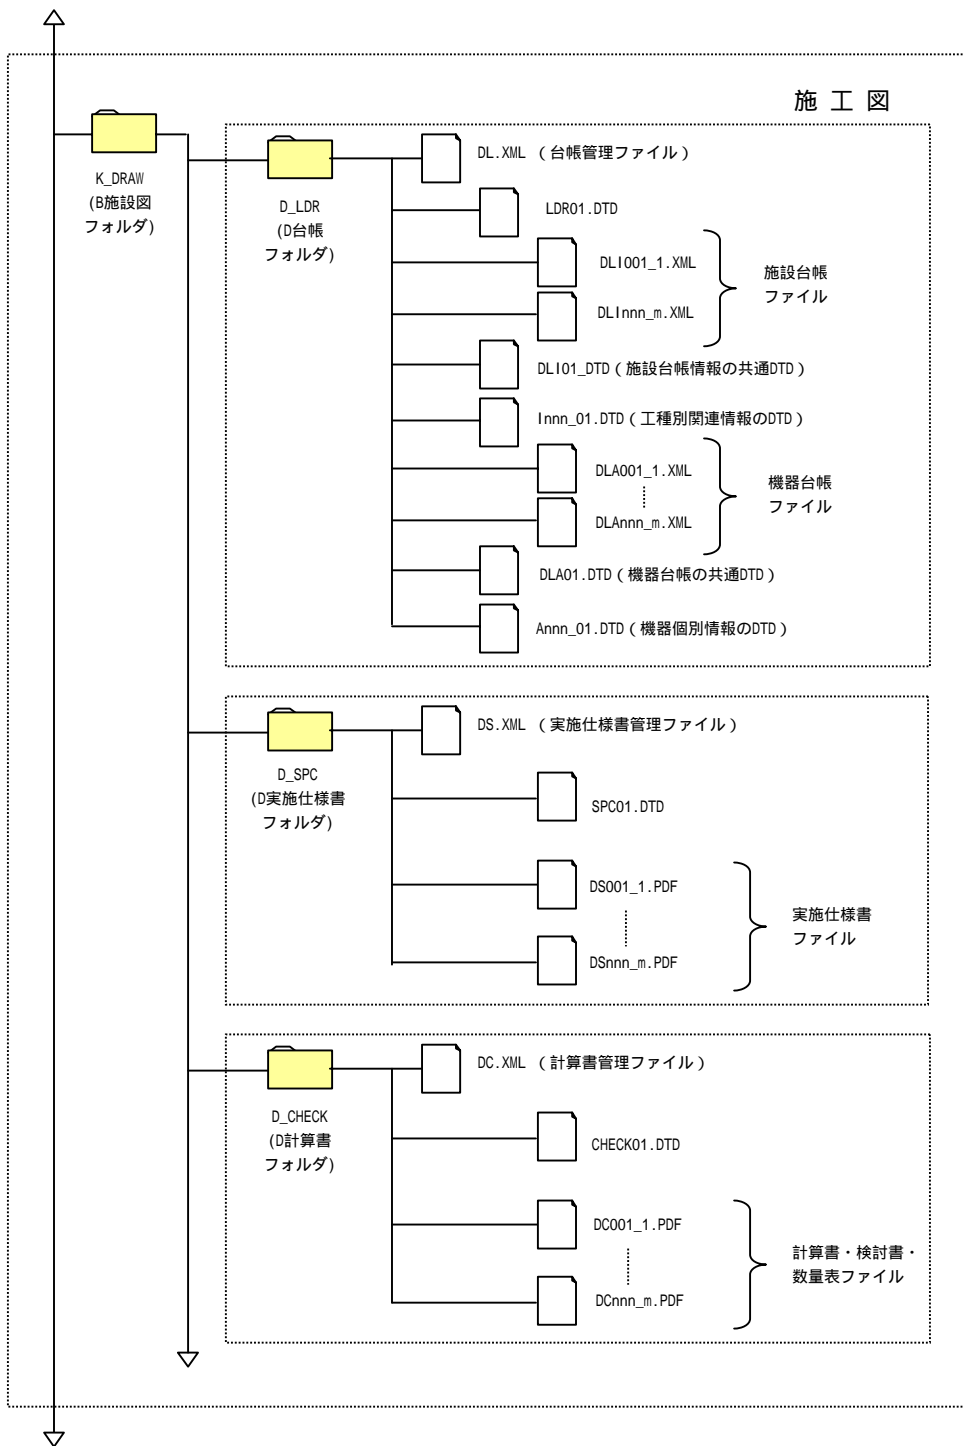 施工図
K_DRAW
(B施設図
フォルダ)
D_LDR
(D台帳
フォルダ)
DL.XML （台帳管理ファイル）
LDR01.DTD
DLI001_1.XML
DLInnn_m.XML
施設台帳
ファイル
DLI01_DTD（施設台帳情報の共通DTD）
Innn_01.DTD（工種別関連情報のDTD）
DLA001_1.XML
DLAnnn_m.XML
機器台帳
ファイル
DLA01.DTD（機器台帳の共通DTD）
Annn_01.DTD（機器個別情報のDTD）
D_SPC
(D実施仕様書
フォルダ)
DS.XML （実施仕様書管理ファイル）
SPC01.DTD
DS001_1.PDF
DSnnn_m.PDF
実施仕様書
ファイル
D_CHECK
(D計算書
フォルダ)
DC.XML （計算書管理ファイル）
CHECK01.DTD
DC001_1.PDF
DCnnn_m.PDF
計算書・検討書・
数量表ファイル